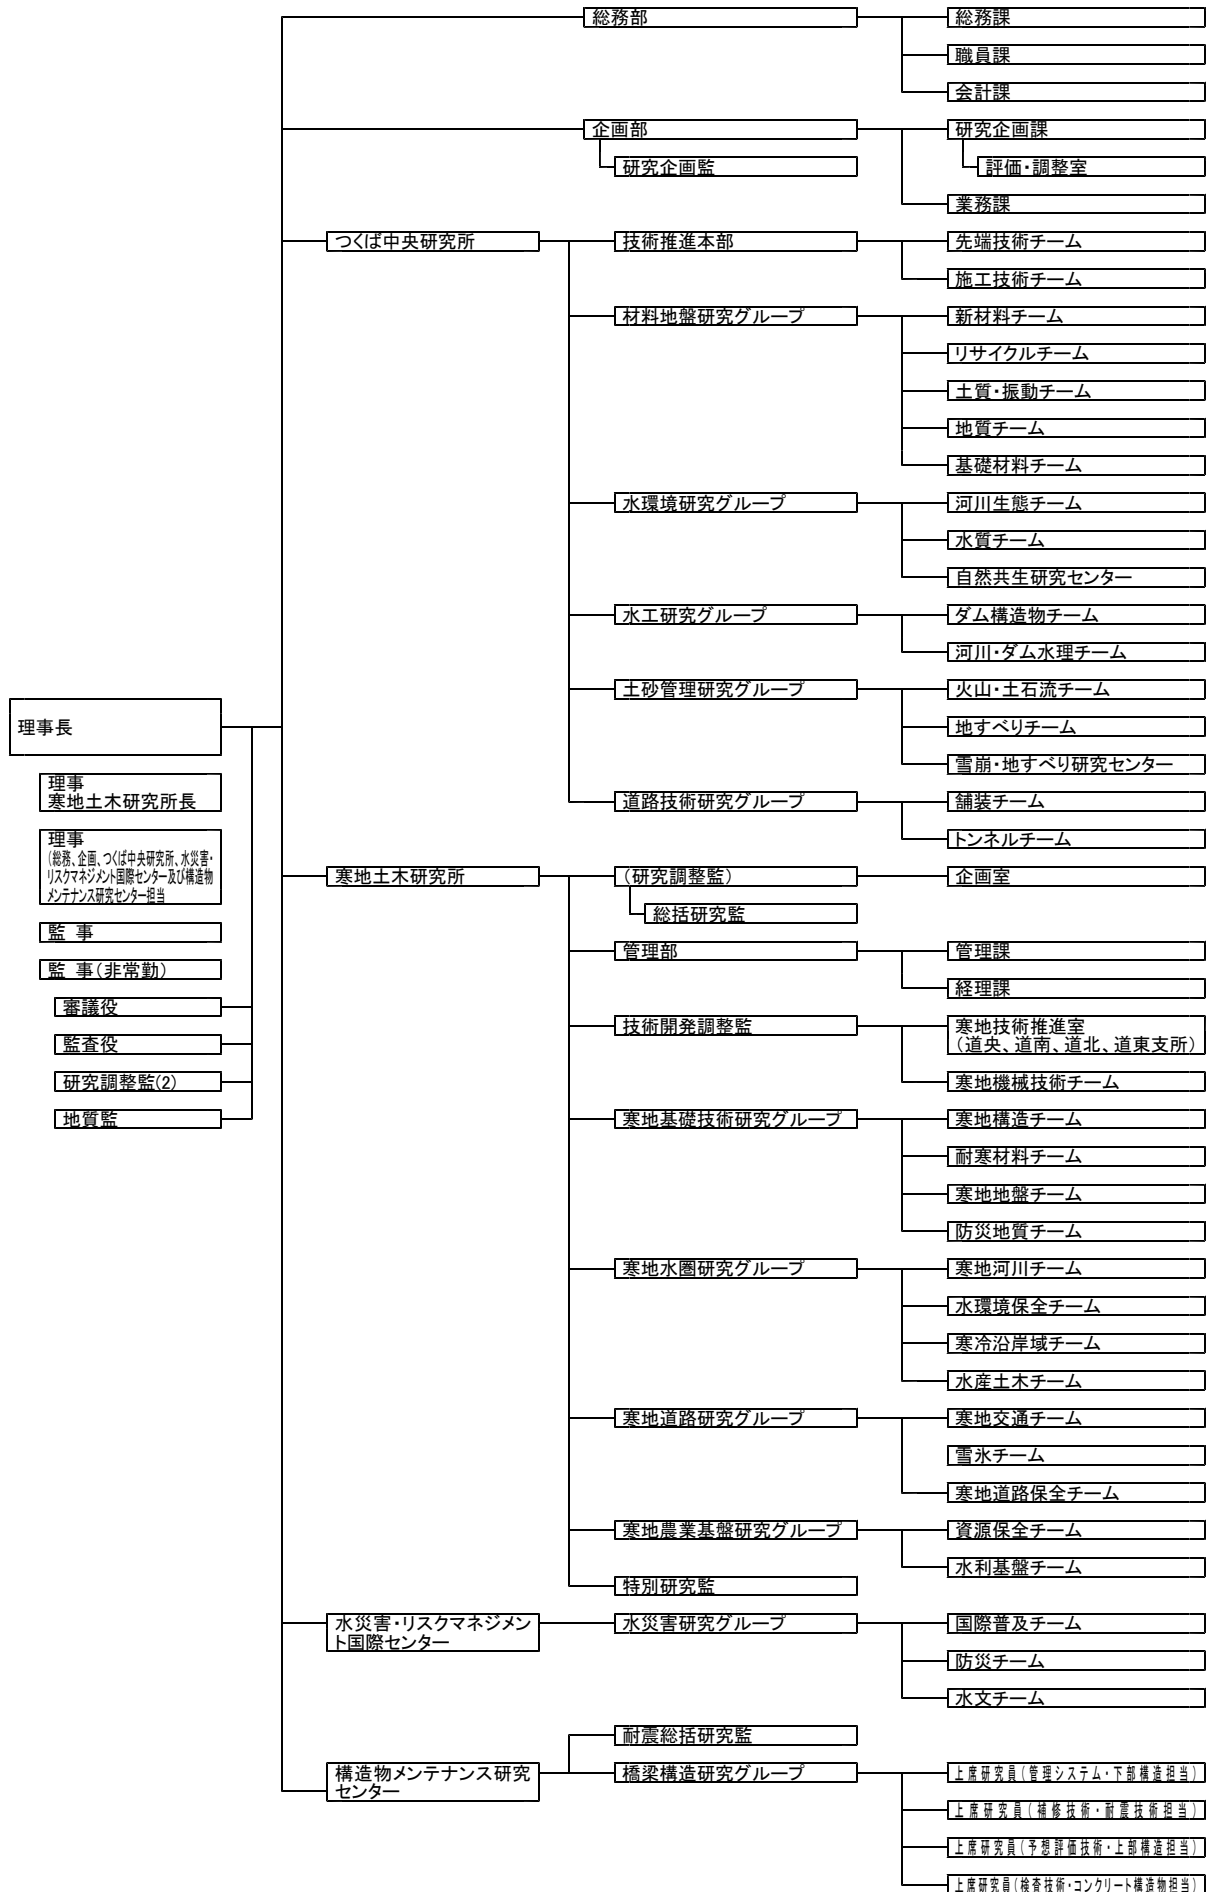 総務部
総務課
職員課
会計課
企画部
研究企画課
研究企画監
評価・調整室
業務課
つくば中央研究所
技術推進本部
先端技術チーム
施工技術チーム
材料地盤研究グループ
新材料チーム
リサイクルチーム
土質・振動チーム
地質チーム
基礎材料チーム
水環境研究グループ
河川生態チーム
水質チーム
自然共生研究センター
水工研究グループ
ダム構造物チーム
河川・ダム水理チーム
土砂管理研究グループ
火山・土石流チーム
地すべりチーム
雪崩・地すべり研究センター
道路技術研究グループ
舗装チーム
トンネルチーム
理事長
理事
寒地土木研究所長
理事
(総務、企画、つくば中央研究所、水災害・
リスクマネジメント国際センター及び構造物
メンテナンス研究センター担当
監 事
監 事(非常勤)
審議役
監査役
研究調整監(2)
地質監
寒地土木研究所
(研究調整監)
企画室
総括研究監
管理部
管理課
経理課
技術開発調整監
寒地技術推進室
(道央、道南、道北、道東支所)
寒地機械技術チーム
寒地基礎技術研究グループ
寒地構造チーム
耐寒材料チーム
寒地地盤チーム
防災地質チーム
寒地水圏研究グループ
寒地河川チーム
水環境保全チーム
寒冷沿岸域チーム
水産土木チーム
寒地道路研究グループ
寒地交通チーム
雪氷チーム
寒地道路保全チーム
寒地農業基盤研究グループ
資源保全チーム
水利基盤チーム
特別研究監
水災害・リスクマネジメン
ト国際センター
水災害研究グループ
国際普及チーム
防災チーム
水文チーム
構造物メンテナンス研究
センター
耐震総括研究監
橋梁構造研究グループ
上席研究員(管理システム・下部構造担当)
上席研究員(補修技術・耐震技術担当)
上席研究員(予想評価技術・上部構造担当)
上席研究員(検査技術・コンクリート構造物担当)